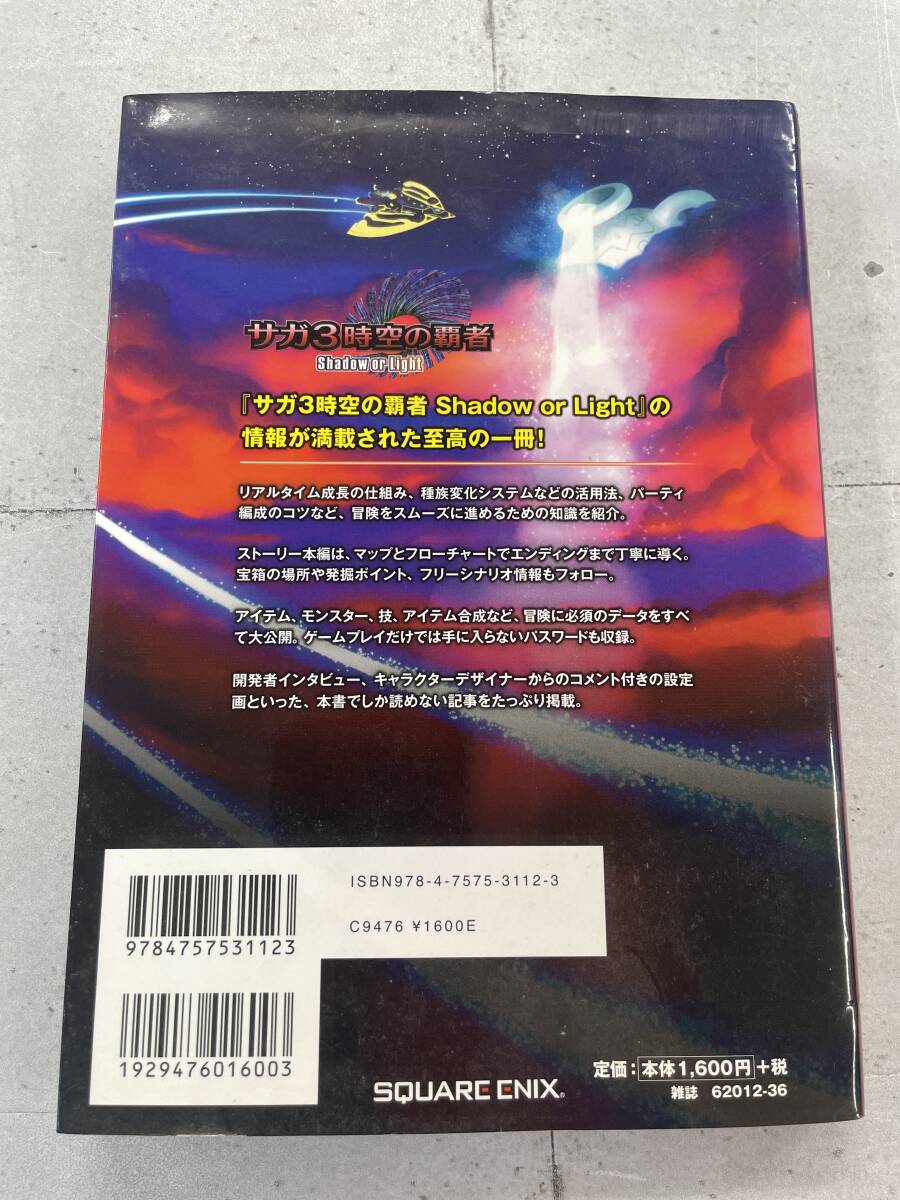 サガ3時空の覇者
Shadow or Light
『サガ3時空の覇者 Shadow or Light』の
情報が満載された至高の一冊！
リアルタイム成長の仕組み、種族変化システムなどの活用法、パーティ
編成のコツなど、冒険をスムーズに進めるための知識を紹介。
ストーリー本編は、マップとフローチャートでエンディングまで丁寧に導く。
宝箱の場所や発掘ポイント、フリーシナリオ情報もフォロー。
アイテム、モンスター、技、アイテム合成など、冒険に必須のデータをすべ
て大公開。ゲームプレイだけでは手に入らないパスワードも収録。
開発者インタビュー、キャラクターデザイナーからのコメント付きの設定
画といった、本書でしか読めない記事をたっぷり掲載。
ISBN978-4-7575-3112-3
C9476 ¥1600E
9784757531123
1929476016003
定価：本体1,600円+税
雑誌 62012-36
SQUARE ENIX®